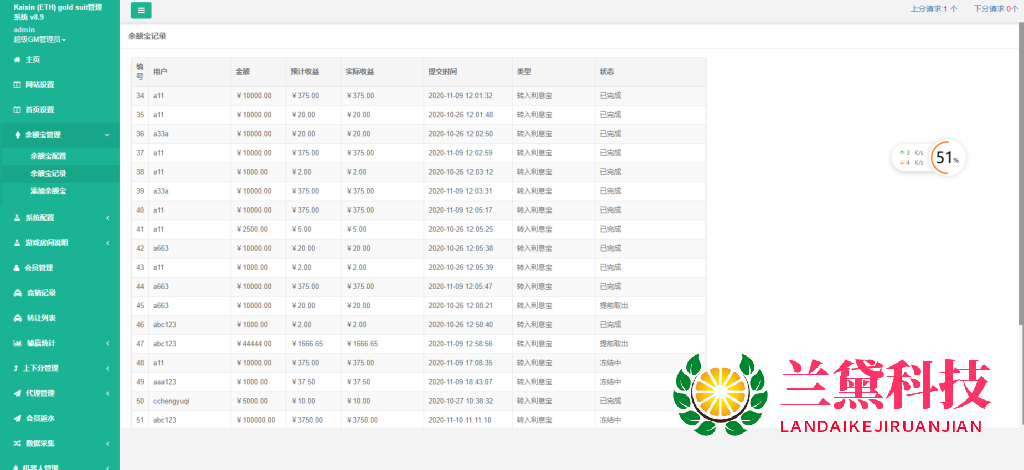 Kaixin (ETH) gold suit管理
系统 v8.9
admin
超级GM管理员
主页
网站设置
首页设置
余额宝管理
余额宝配置
余额宝记录
添加余额宝
系统配置
游戏房间说明
会员管理
竞猜记录
转让列表
输赢统计
上下分管理
代理管理
会员返水
数据采集
机器人管理
上分请求:1 个 下分请求 0个
余额宝记录
编号 用户 金额 预计收益 实际收益 提交时间 类型 状态
34 a11 ¥10000.00 ¥375.00 ¥375.00 2020-11-09 12:01:32 转入利息宝 已完成
35 a11 ¥10000.00 ¥20.00 ¥20.00 2020-10-26 12:01:48 转入利息宝 已完成
36 a33a ¥10000.00 ¥20.00 ¥20.00 2020-10-26 12:02:50 转入利息宝 已完成
37 a11 ¥10000.00 ¥375.00 ¥375.00 2020-11-09 12:02:59 转入利息宝 已完成
38 a11 ¥1000.00 ¥2.00 ¥2.00 2020-10-26 12:03:12 转入利息宝 已完成
39 a33a ¥10000.00 ¥375.00 ¥375.00 2020-11-09 12:03:31 转入利息宝 已完成
40 a11 ¥10000.00 ¥375.00 ¥375.00 2020-11-09 12:05:17 转入利息宝 已完成
41 a11 ¥2500.00 ¥5.00 ¥5.00 2020-10-26 12:05:25 转入利息宝 已完成
42 a663 ¥10000.00 ¥20.00 ¥20.00 2020-10-26 12:05:38 转入利息宝 已完成
43 a11 ¥1000.00 ¥2.00 ¥2.00 2020-10-26 12:05:39 转入利息宝 已完成
44 a663 ¥10000.00 ¥375.00 ¥375.00 2020-11-09 12:05:47 转入利息宝 已完成
45 a663 ¥10000.00 ¥20.00 ¥20.00 2020-10-26 12:08:21 转入利息宝 提前取出
46 abc123 ¥1000.00 ¥2.00 ¥2.00 2020-10-26 12:58:40 转入利息宝 已完成
47 abc123 ¥44444.00 ¥1666.65 ¥1666.65 2020-11-09 12:58:56 转入利息宝 提前取出
48 a11 ¥10000.00 ¥375.00 ¥375.00 2020-11-09 17:08:35 转入利息宝 冻结中
49 aaa123 ¥1000.00 ¥37.50 ¥37.50 2020-11-09 18:43:07 转入利息宝 冻结中
50 cchengyuqi ¥5000.00 ¥10.00 ¥10.00 2020-10-27 10:38:32 转入利息宝 已完成
51 abc123 ¥100000.00 ¥3750.00 ¥3750.00 2020-11-10 11:11:18 转入利息宝 冻结中
3 K/s
4 K/s
51%
兰黛科技
LANDAIKEJIRUANJIAN